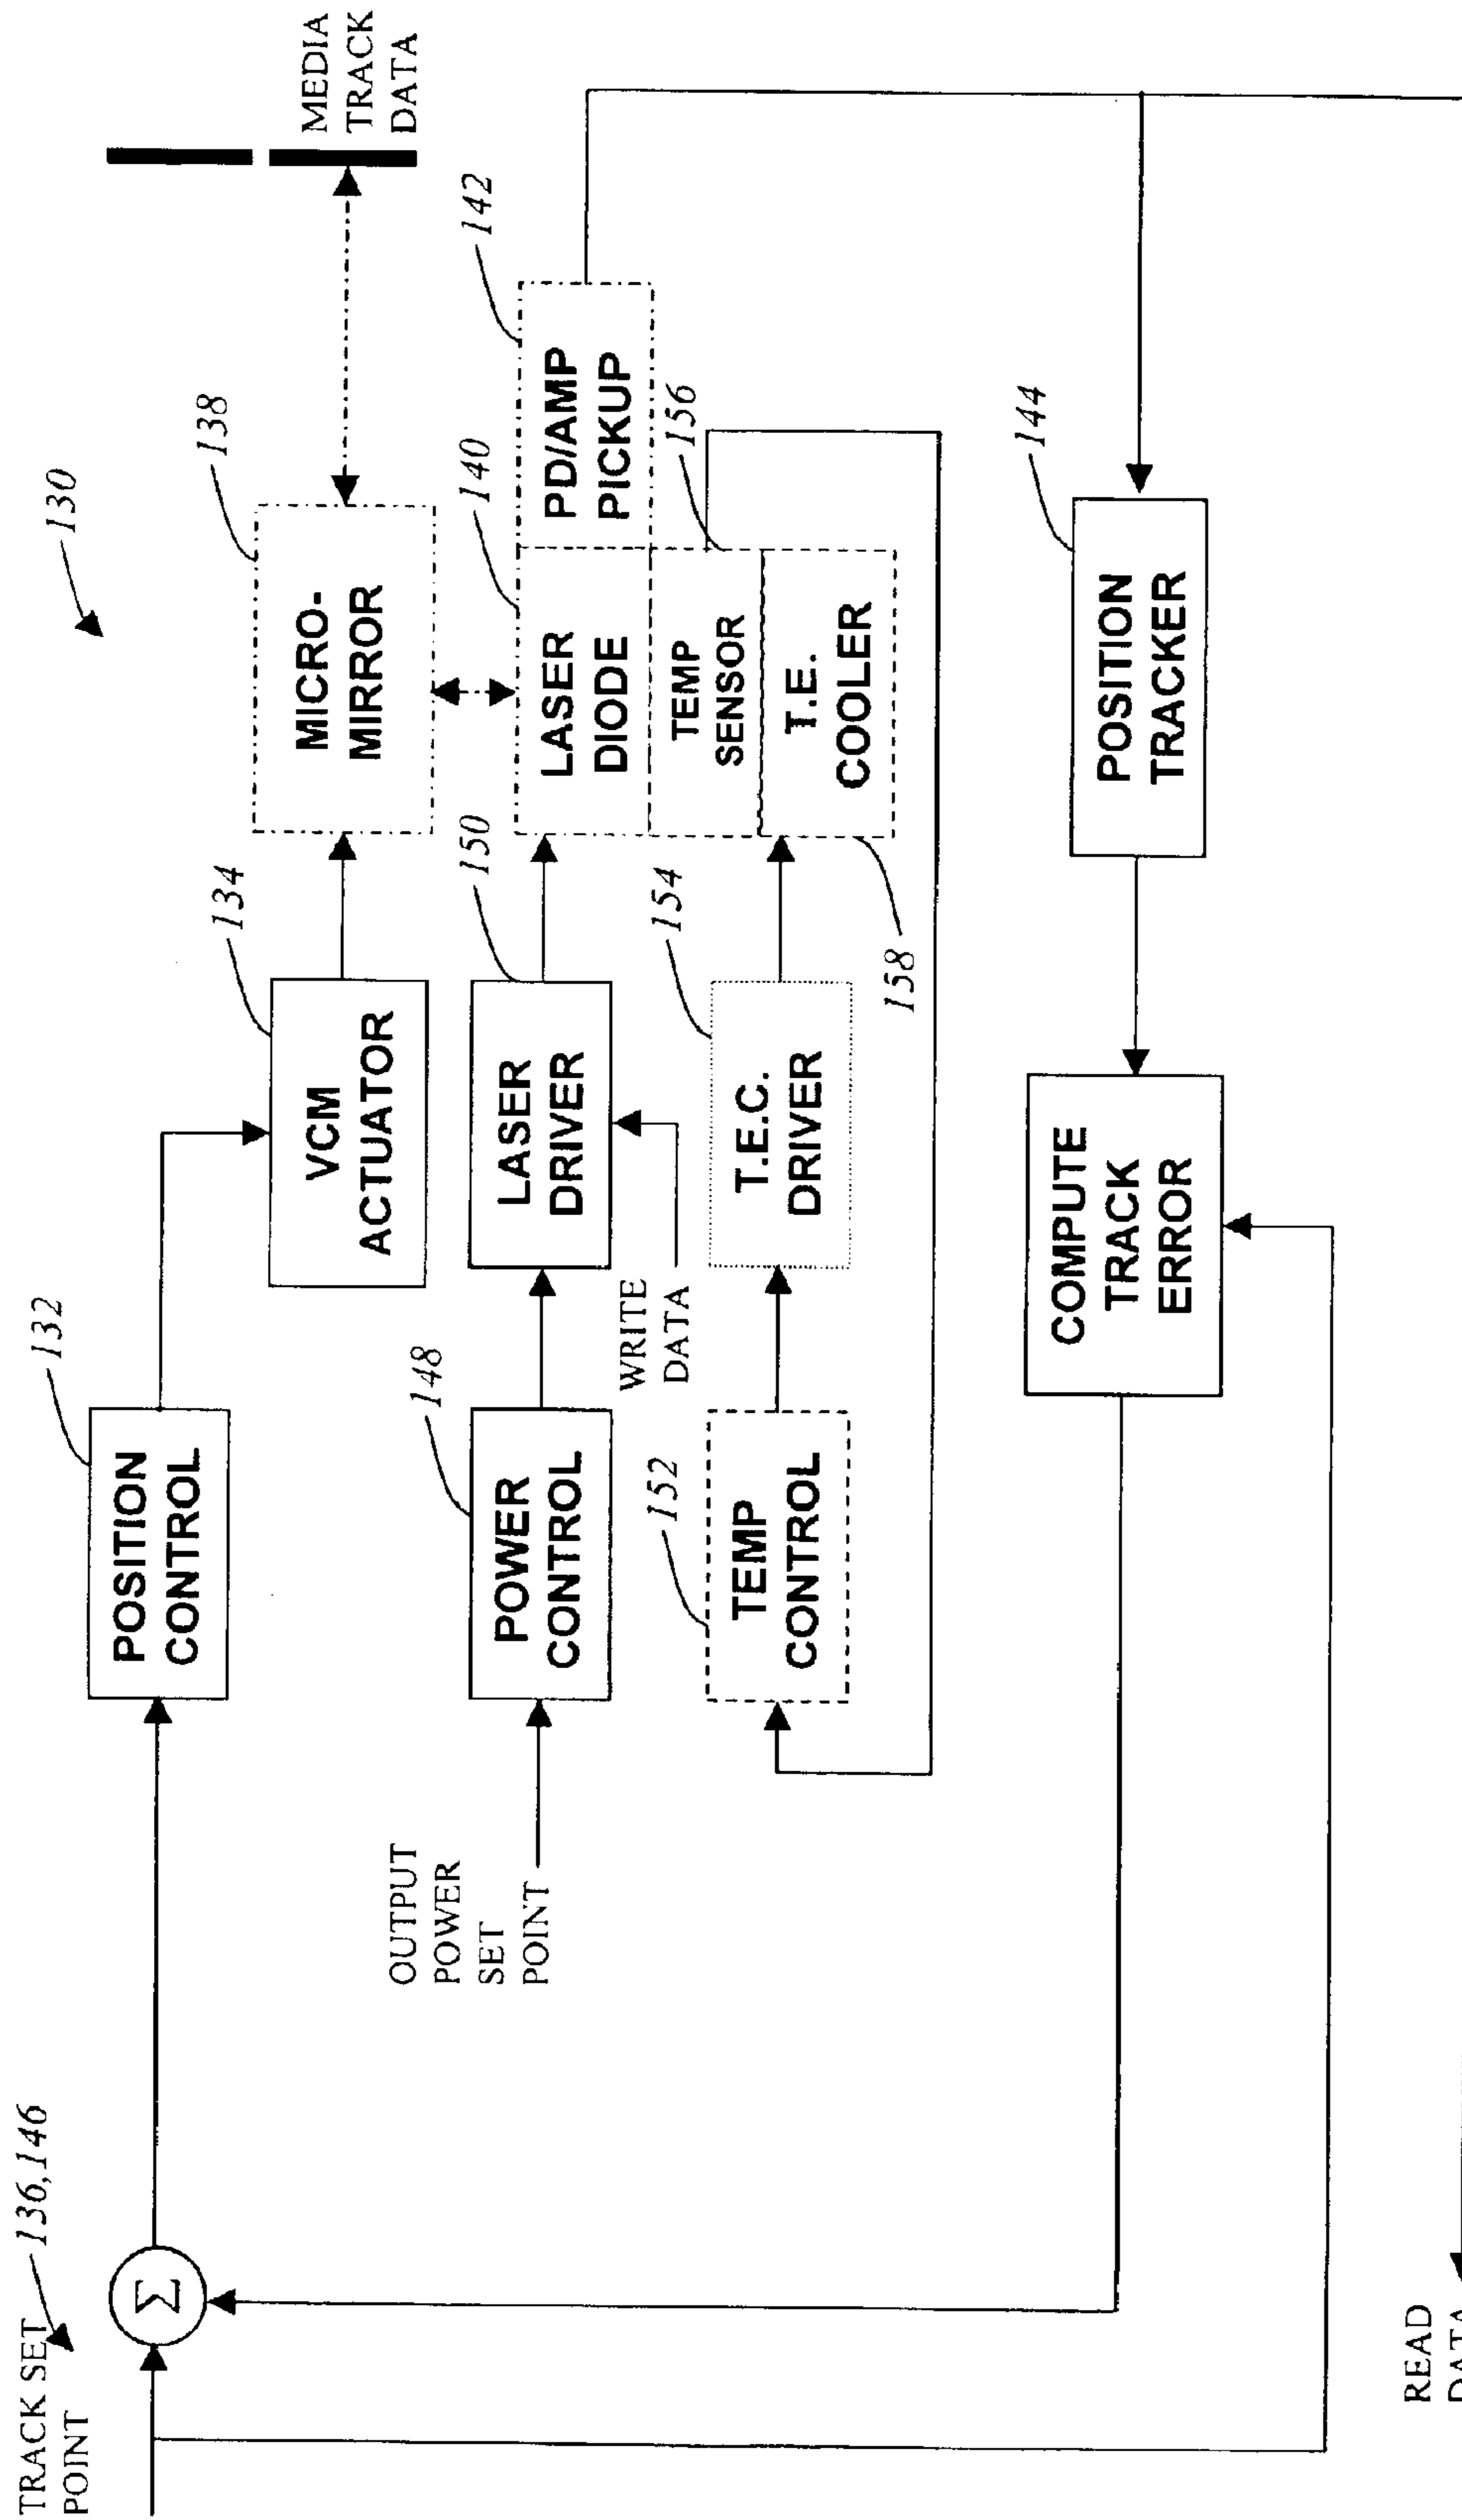 130
TRACK SET
POINT
136,146
Σ
132
POSITION
CONTROL
134
VCM
ACTUATOR
138
MICRO-
MIRROR
MEDIA
TRACK
DATA
OUTPUT
POWER
SET
POINT
148
POWER
CONTROL
150
LASER
DRIVER
WRITE
DATA
140
LASER
DIODE
142
PD/AMP
PICKUP
152
TEMP
CONTROL
154
T.E.C.
DRIVER
156
TEMP
SENSOR
T.E.
COOLER
158
COMPUTE
TRACK
ERROR
144
POSITION
TRACKER
READ
DATA